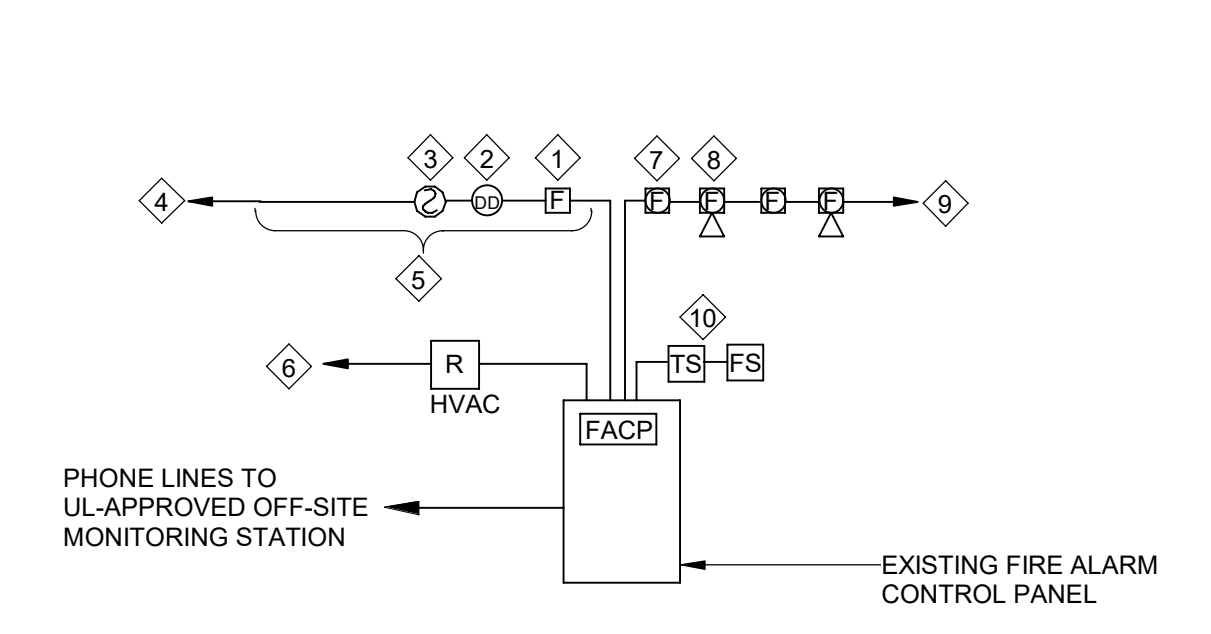 3
2
1
7
8
4
DD
F
F
F
F
F
9
5
10
6
R
TS
FS
HVAC
FACP
PHONE LINES TO
UL-APPROVED OFF-SITE
MONITORING STATION
EXISTING FIRE ALARM
CONTROL PANEL